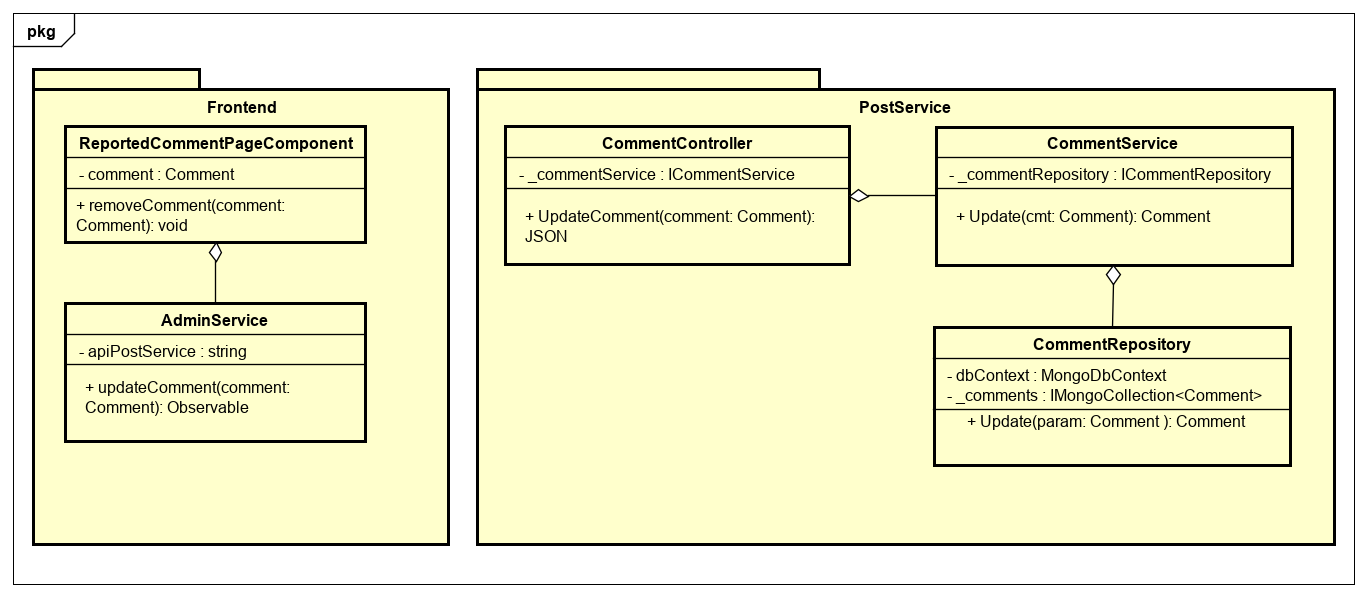 pkg
Frontend
ReportedCommentPageComponent
- comment : Comment
+ removeComment(comment:
Comment): void
AdminService
- apiPostService : string
+ updateComment(comment:
Comment): Observable
PostService
CommentController
- _commentService : ICommentService
+ UpdateComment(comment: Comment):
JSON
CommentService
- _commentRepository : ICommentRepository
+ Update(cmt: Comment): Comment
CommentRepository
- dbContext : MongoDbContext
- _comments : IMongoCollection<Comment>
+ Update(param: Comment ): Comment